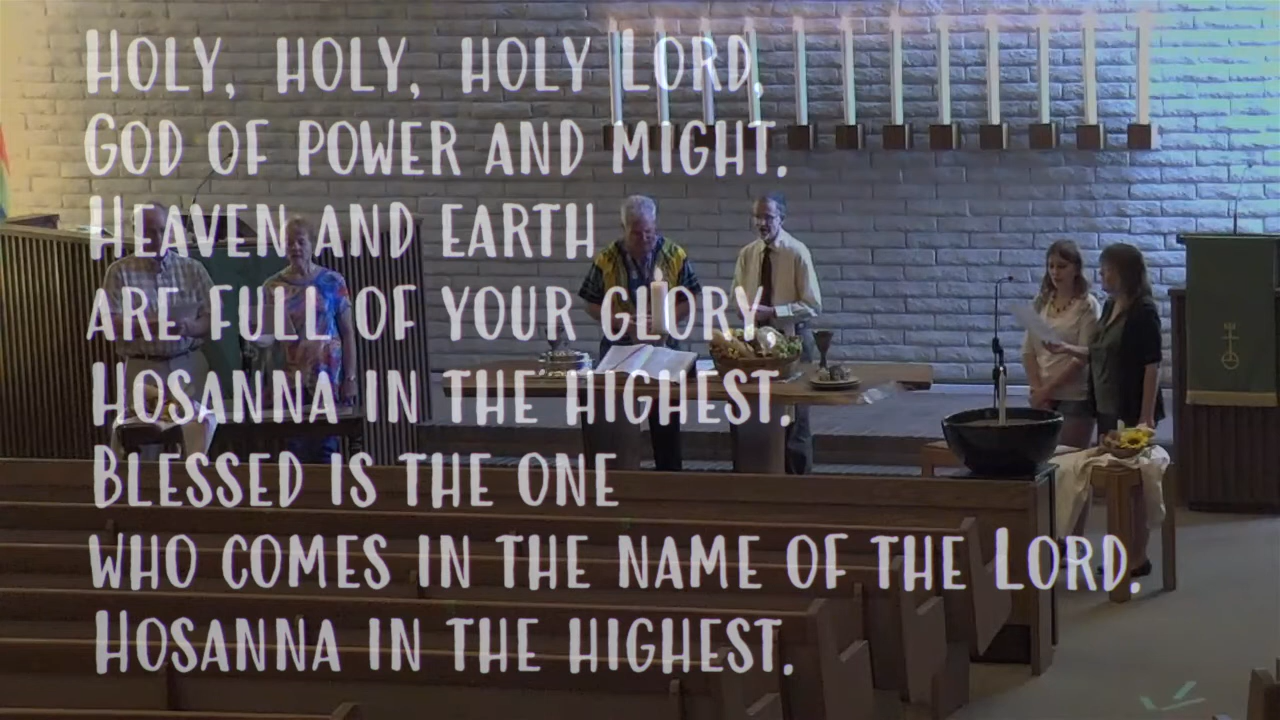 Holy, holy, holy Lord,
God of power and might.
Heaven and earth
are full of your glory
Hosanna in the highest.
Blessed is the one
who comes in the name of the Lord.
Hosanna in the highest.